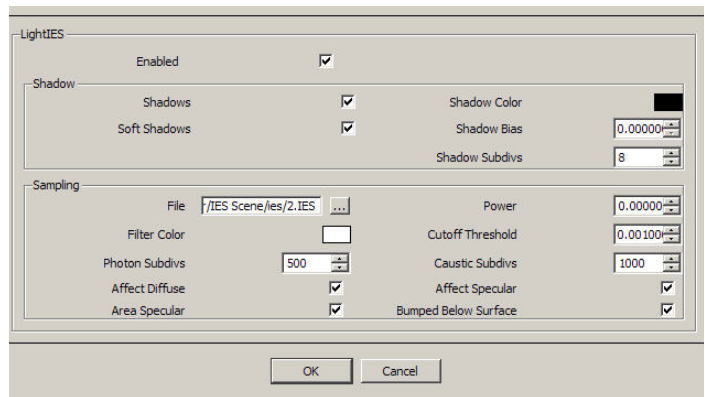 LightIES
Enabled
Shadow
Shadows Shadow Color
Soft Shadows Shadow Bias 0.00000
Shadow Subdivs 8
Sampling
File /IES Scene/ies/2.IES ... Power 0.00000
Filter Color Cutoff Threshold 0.00100
Photon Subdivs 500 Caustic Subdivs 1000
Affect Diffuse Affect Specular
Area Specular Bumped Below Surface
OK Cancel